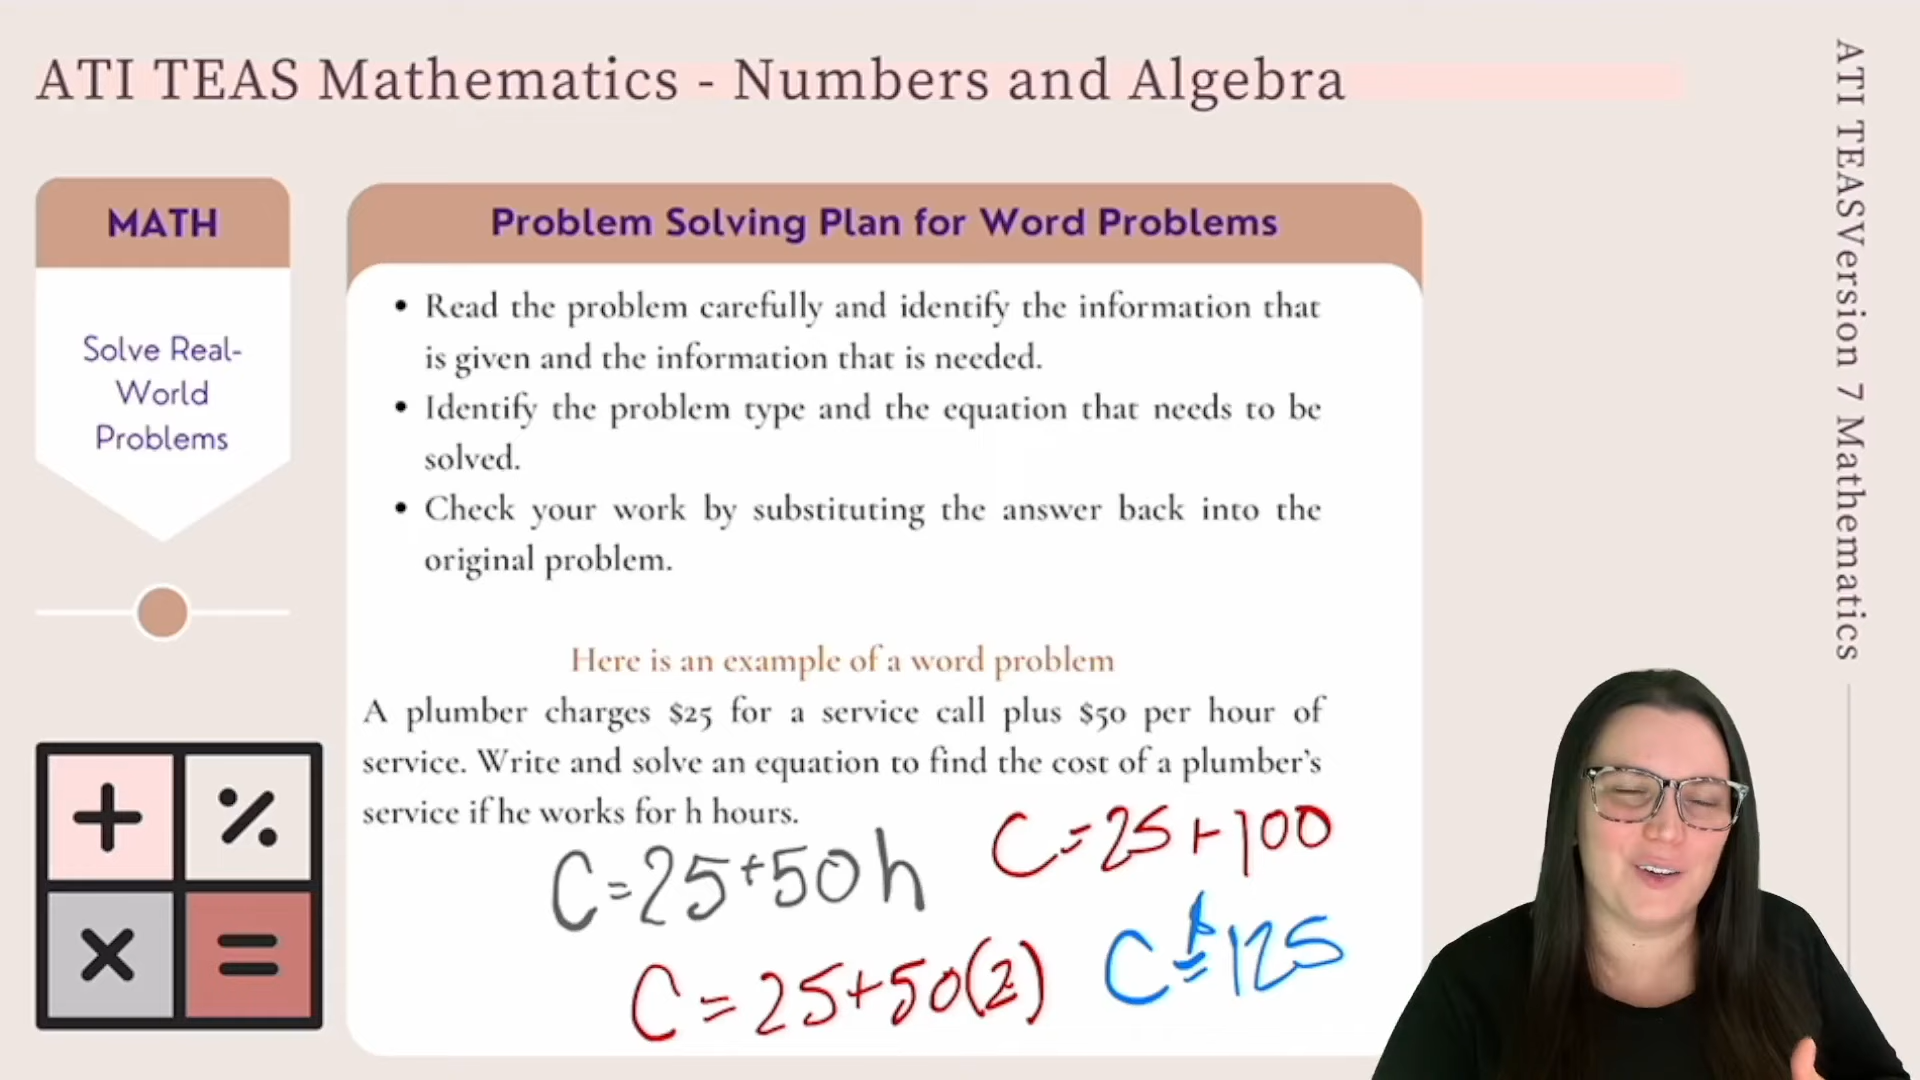 ATI TEAS Mathematics - Numbers and Algebra
ATI TEASVersion 7 Mathematics
MATH
Solve Real-
World
Problems
Problem Solving Plan for Word Problems
• Read the problem carefully and identify the information that
is given and the information that is needed.
• Identify the problem type and the equation that needs to be
solved.
• Check your work by substituting the answer back into the
original problem.
Here is an example of a word problem
A plumber charges $25 for a service call plus $50 per hour of
service. Write and solve an equation to find the cost of a plumber's
service if he works for h hours.
C=25+50h
C=25+100
C=25+50(2)
C=125
+ %
× =